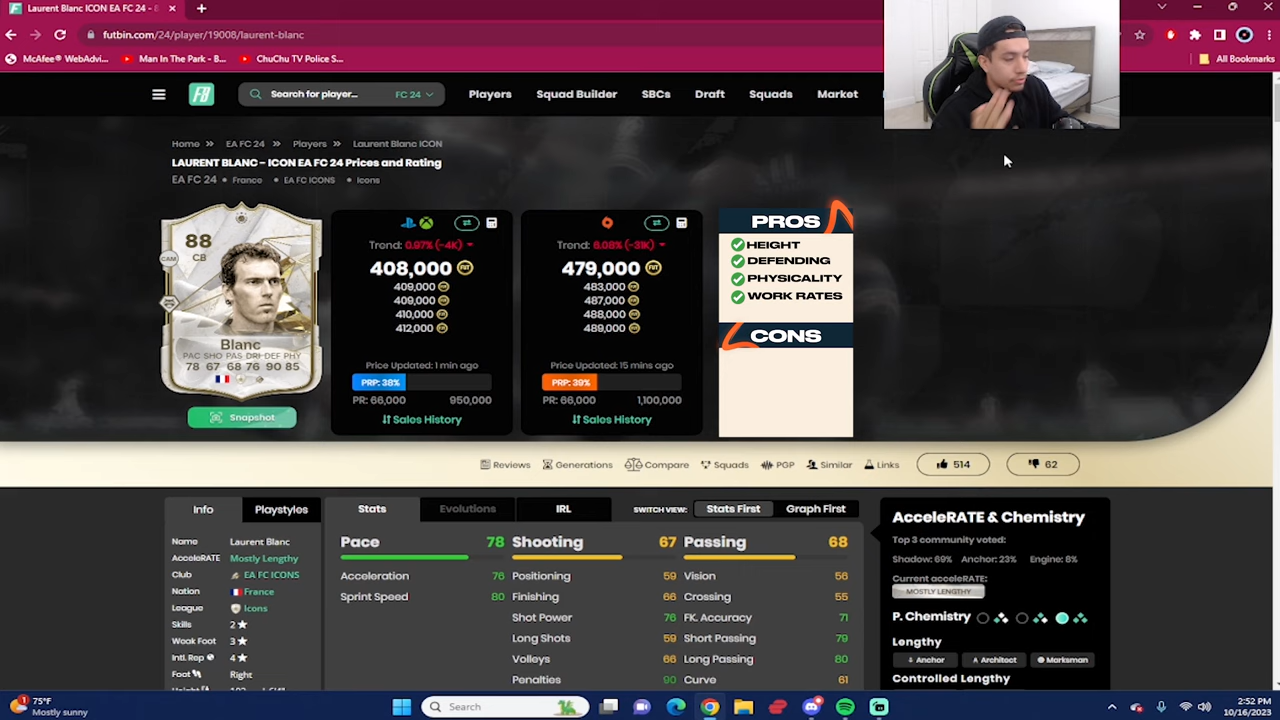 Laurent Blanc ICON EA FC 24 - 8
futbin.com/24/player/19008/laurent-blanc
McAfee® WebAdvi...
Man In The Park - B...
ChuChu TV Police S...
All Bookmarks
Search for player...
FC 24
Players
Squad Builder
SBCs
Draft
Squads
Market
Home » EA FC 24 » Players » Laurent Blanc ICON
LAURENT BLANC - ICON EA FC 24 Prices and Rating
EA FC 24 • France • EA FC ICONS • Icons
88
CB
CAM
Blanc
PAC SHO PAS DRI DEF PHY
78 67 68 76 90 85
Snapshot
Trend: 0.97% (-4K)
408,000
409,000
409,000
410,000
412,000
Price Updated: 1 min ago
PRP: 38%
PR: 66,000 950,000
Sales History
Trend: 6.08% (-31K)
479,000
483,000
487,000
488,000
489,000
Price Updated: 15 mins ago
PRP: 39%
PR: 66,000 1,100,000
Sales History
PROS
HEIGHT
DEFENDING
PHYSICALITY
WORK RATES
CONS
Reviews
Generations
Compare
Squads
PGP
Similar
Links
514
62
Info
Playstyles
Name Laurent Blanc
AcceleRATE Mostly Lengthy
Club EA FC ICONS
Nation France
League Icons
Skills 2
Weak Foot 3
Intl. Rep 4
Foot Right
Stats
Evolutions
IRL
SWITCH VIEW:
Stats First
Graph First
Pace 78
Acceleration 76
Sprint Speed 80
Shooting 67
Positioning 59
Finishing 66
Shot Power 76
Long Shots 59
Volleys 66
Penalties 90
Passing 68
Vision 56
Crossing 55
FK. Accuracy 71
Short Passing 79
Long Passing 80
Curve 61
AcceleRATE & Chemistry
Top 3 community voted:
Shadow: 69% Anchor: 23% Engine: 8%
Current acceleRATE:
MOSTLY LENGTHY
P. Chemistry
Lengthy
Anchor
Architect
Marksman
Controlled Lengthy
75°F
Mostly sunny
Search
2:52 PM
10/16/2023